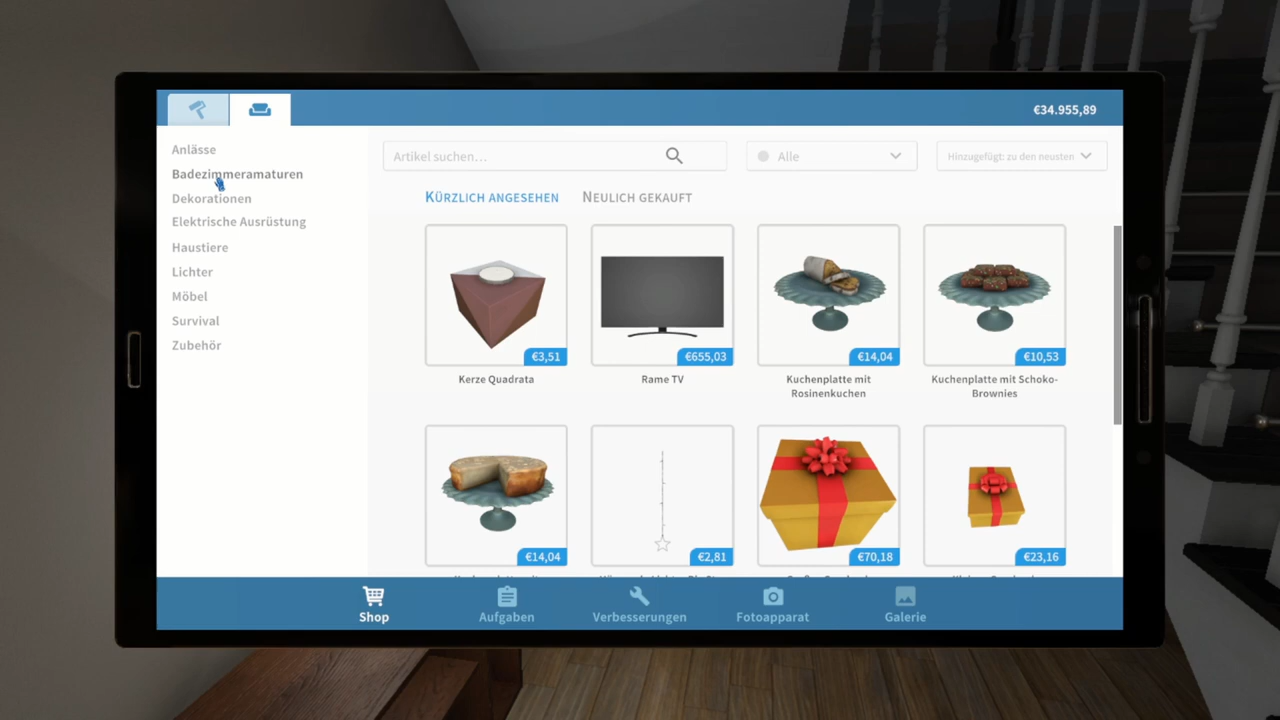 €34.955,89
Anlässe
Badezimmeramaturen
Dekorationen
Elektrische Ausrüstung
Haustiere
Lichter
Möbel
Survival
Zubehör
Artikel suchen...
Alle
Hinzugefügt: zu den neusten
KÜRZLICH ANGESEHEN
NEULICH GEKAUFT
€3,51
€655,03
€14,04
€10,53
Kerze Quadrata
Rame TV
Kuchenplatte mit
Rosinenkuchen
Kuchenplatte mit Schoko-
Brownies
€14,04
€2,81
€70,18
€23,16
Shop
Aufgaben
Verbesserungen
Fotoapparat
Galerie